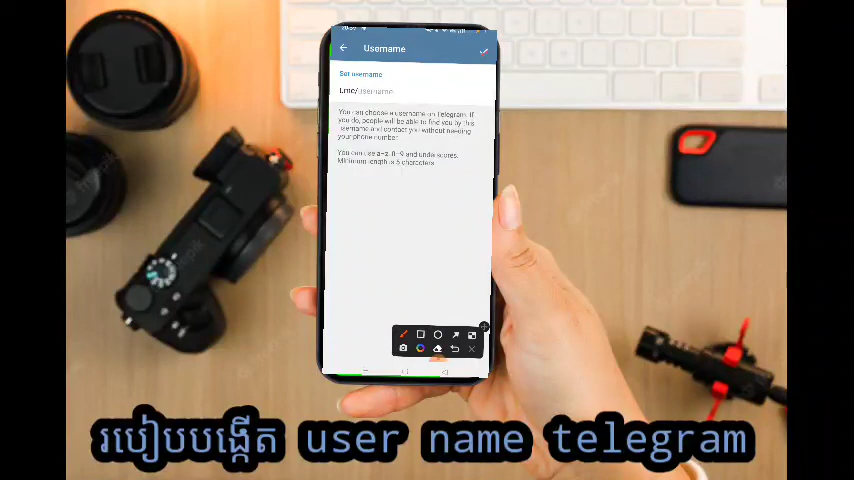 Username
Set username
t.me/username
You can choose a username on Telegram. If
you do, people will be able to find you by this
username and contact you without needing
your phone number.
You can use a–z, 0–9 and underscores.
Minimum length is 5 characters.
របៀបបង្កើត user name telegram